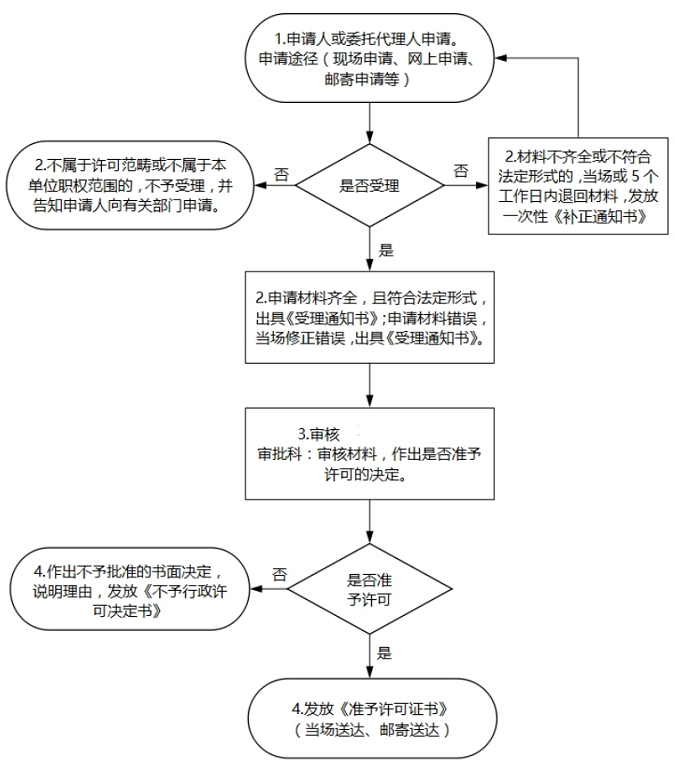 1.申请人或委托代理人申请。
申请途径（现场申请、网上申请、
邮寄申请等）
2.不属于许可范畴或不属于本
单位职权范围的，不予受理，并
告知申请人向有关部门申请。
否
是否受理
否
2.材料不齐全或不符合
法定形式的，当场或5个
工作日内退回材料，发放
一次性《补正通知书》
是
2.申请材料齐全，且符合法定形式，
出具《受理通知书》；申请材料错误，
当场修正错误，出具《受理通知书》。
3.审核
审批科：审核材料，作出是否准予
许可的决定。
4.作出不予批准的书面决定，
说明理由，发放《不予行政许
可决定书》
否
是否准
予许可
是
4.发放《准予许可证书》
（当场送达、邮寄送达）